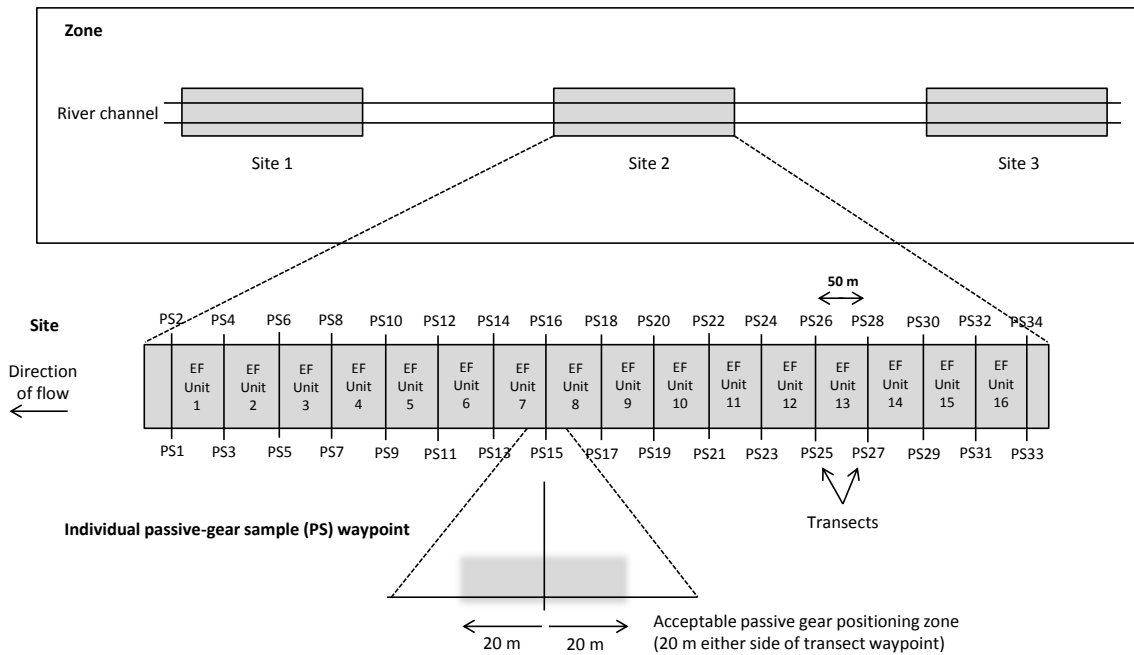 Zone
River channel
Site 1
Site 2
Site 3
50 m
Site
PS2 PS4 PS6 PS8 PS10 PS12 PS14 PS16 PS18 PS20 PS22 PS24 PS26 PS28 PS30 PS32 PS34
Direction
of flow
EF
Unit
1
EF
Unit
2
EF
Unit
3
EF
Unit
4
EF
Unit
5
EF
Unit
6
EF
Unit
7
EF
Unit
8
EF
Unit
9
EF
Unit
10
EF
Unit
11
EF
Unit
12
EF
Unit
13
EF
Unit
14
EF
Unit
15
EF
Unit
16
PS1 PS3 PS5 PS7 PS9 PS11 PS13 PS15 PS17 PS19 PS21 PS23 PS25 PS27 PS29 PS31 PS33
Transects
Individual passive-gear sample (PS) waypoint
20 m
20 m
Acceptable passive gear positioning zone
(20 m either side of transect waypoint)